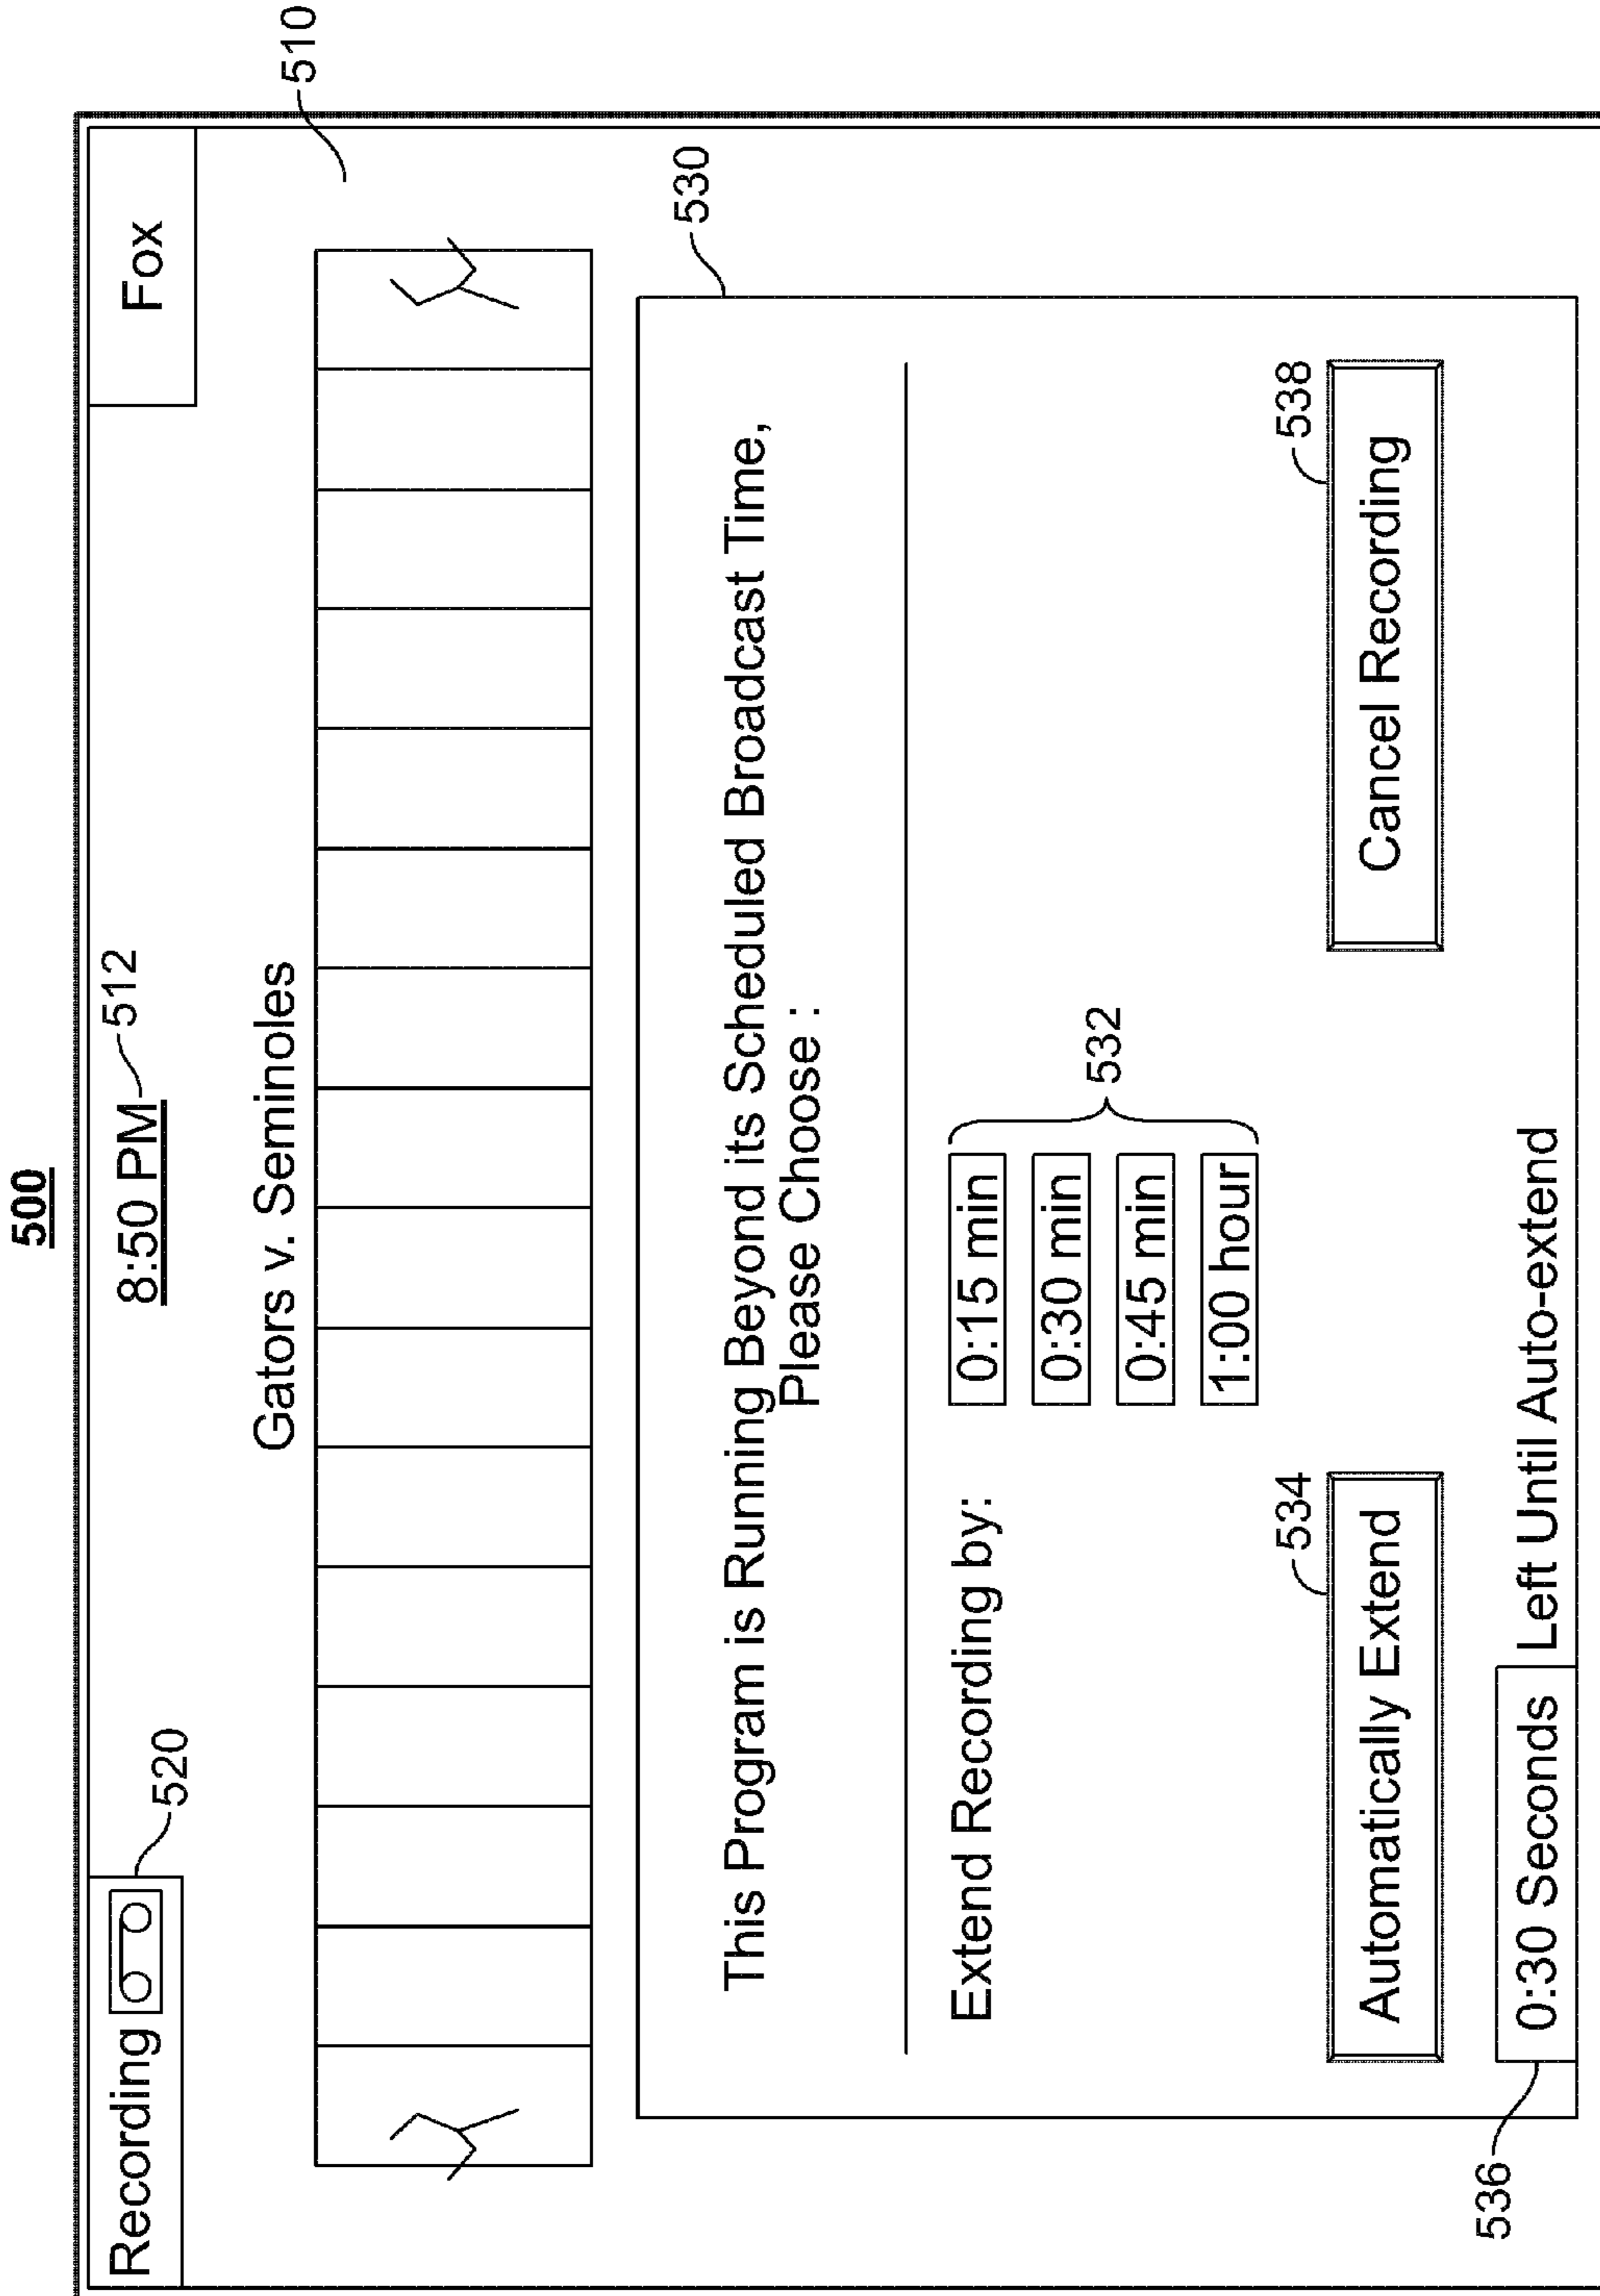 500
Recording
520
8:50 PM
512
Fox
510
Gators v. Seminoles
530
This Program is Running Beyond its Scheduled Broadcast Time,
Please Choose :
Extend Recording by:
0:15 min
0:30 min
0:45 min
1:00 hour
532
534
Automatically Extend
538
Cancel Recording
536
0:30 Seconds Left Until Auto-extend